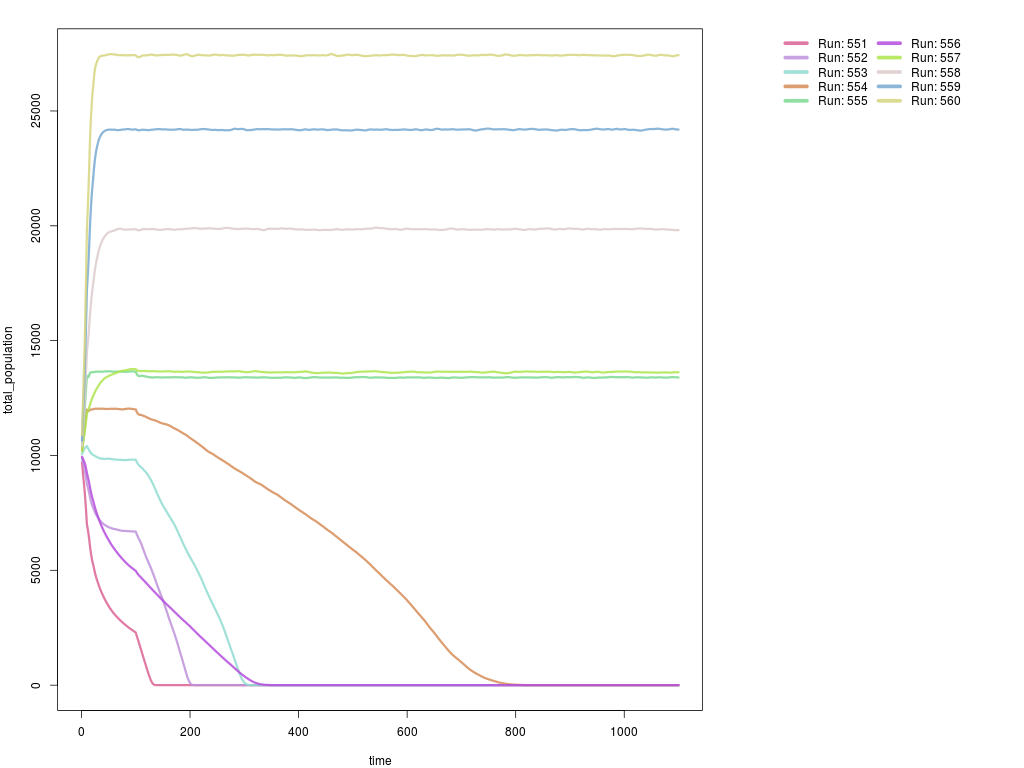 total_population
25000
20000
15000
10000
5000
0
0 200 400 600 800 1000
time
Run: 551 Run: 556
Run: 552 Run: 557
Run: 553 Run: 558
Run: 554 Run: 559
Run: 555 Run: 560